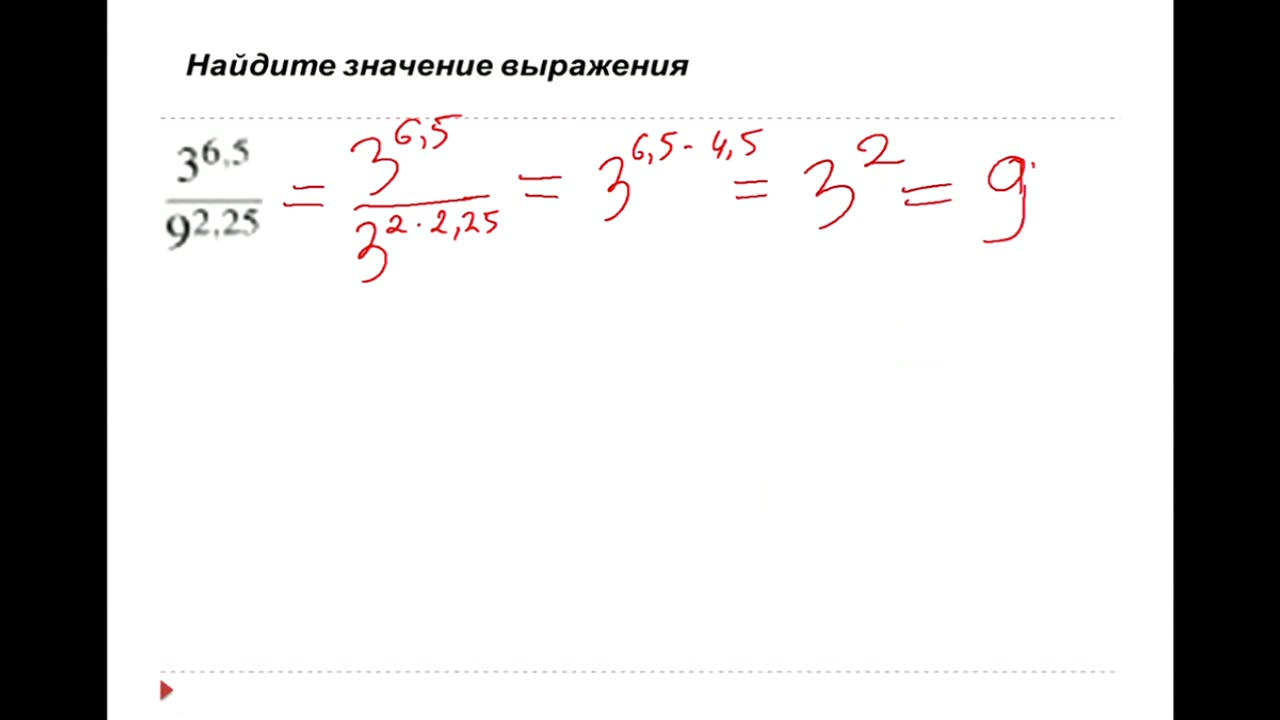 Найдите значение выражения
3^6,5 / 9^2,25 = 3^6,5 / 3^2·2,25 = 3^6,5-4,5 = 3^2 = 9